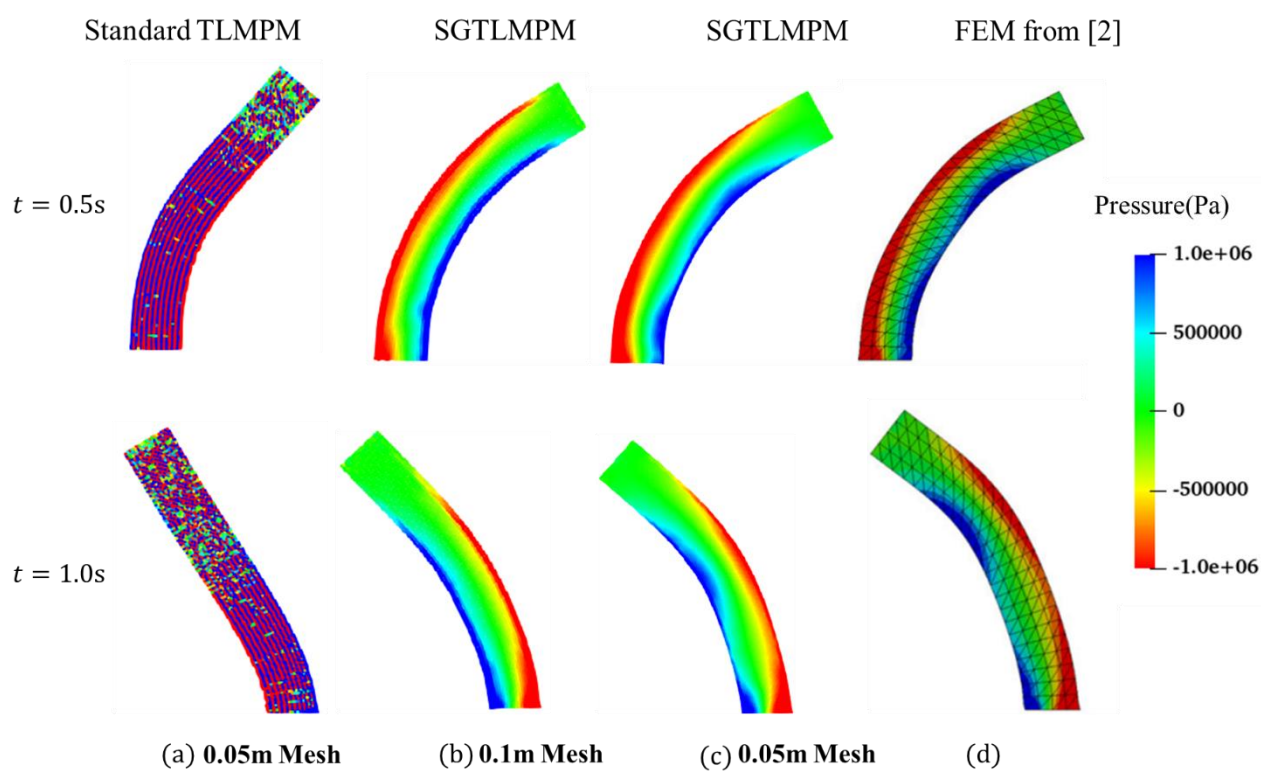 Standard TLMPM SGTLMPM SGTLMPM FEM from [2]
t = 0.5s
Pressure(Pa)
1.0e+06
500000
0
-500000
-1.0e+06
t = 1.0s
(a) 0.05m Mesh (b) 0.1m Mesh (c) 0.05m Mesh (d)